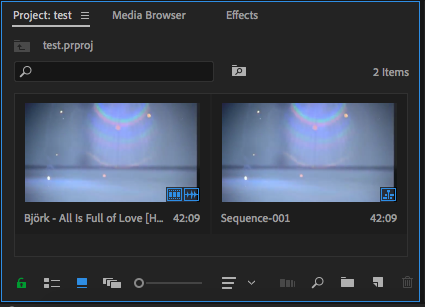 Project: test Media Browser Effects
test.prproj
2 Items
Björk - All Is Full of Love [H... 42:09 Sequence-001 42:09